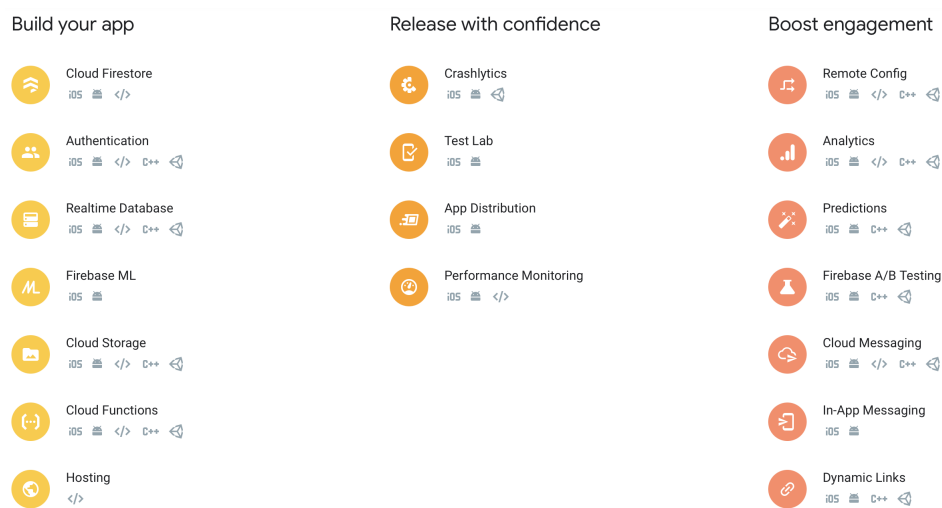 Build your app
Cloud Firestore
iOS </>
Authentication
iOS </> C++
Realtime Database
iOS </> C++
Firebase ML
iOS
Cloud Storage
iOS </> C++
Cloud Functions
iOS </> C++
Hosting
</>
Release with confidence
Crashlytics
iOS
Test Lab
iOS
App Distribution
iOS
Performance Monitoring
iOS </>
Boost engagement
Remote Config
iOS </> C++
Analytics
iOS </> C++
Predictions
iOS C++
Firebase A/B Testing
iOS C++
Cloud Messaging
iOS </> C++
In-App Messaging
iOS
Dynamic Links
iOS C++